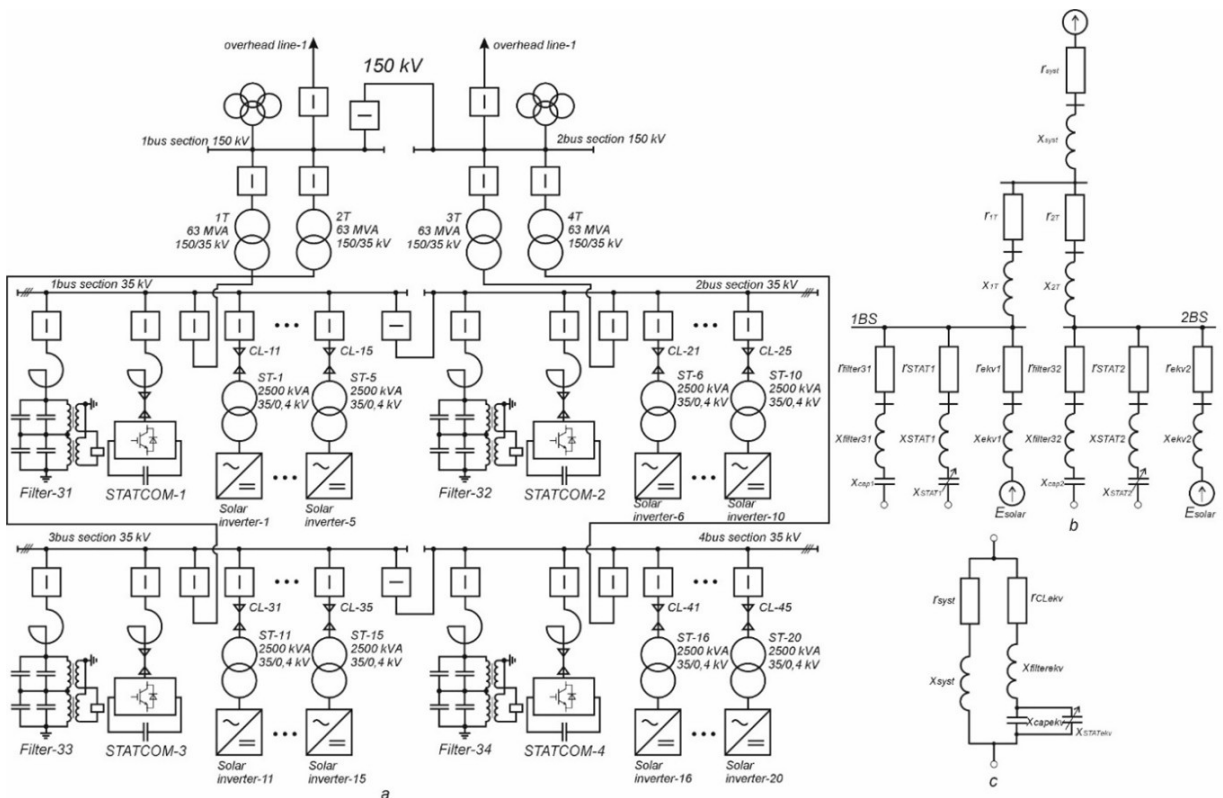 overhead line-1
overhead line-1
150 kV
1bus section 150 kV
2bus section 150 kV
1T
63 MVA
150/35 kV
2T
63 MVA
150/35 kV
3T
63 MVA
150/35 kV
4T
63 MVA
150/35 kV
1bus section 35 kV
2bus section 35 kV
CL-11
CL-15
CL-21
CL-25
ST-1
2500 kVA
35/0,4 kV
ST-5
2500 kVA
35/0,4 kV
ST-6
2500 kVA
35/0,4 kV
ST-10
2500 kVA
35/0,4 kV
Filter-31
STATCOM-1
Solar
inverter-1
Solar
inverter-5
Filter-32
STATCOM-2
Solar
inverter-6
Solar
inverter-10
3bus section 35 kV
4bus section 35 kV
CL-31
CL-35
CL-41
CL-45
ST-11
2500 kVA
35/0,4 kV
ST-15
2500 kVA
35/0,4 kV
ST-16
2500 kVA
35/0,4 kV
ST-20
2500 kVA
35/0,4 kV
Filter-33
STATCOM-3
Solar
inverter-11
Solar
inverter-15
Filter-34
STATCOM-4
Solar
inverter-16
Solar
inverter-20
a
rsyst
xsyst
r1T
r2T
x1T
x2T
1BS
2BS
rfilter31
rSTAT1
rekv1
rfilter32
rSTAT2
rekv2
xfilter31
xSTAT1
xekv1
xfilter32
xSTAT2
xekv2
xcap1
xSTAT1
xcap2
xSTAT2
Esolar
Esolar
b
rsyst
rCLekv
xsyst
xfilterekv
xcapekv
xSTATekv
c